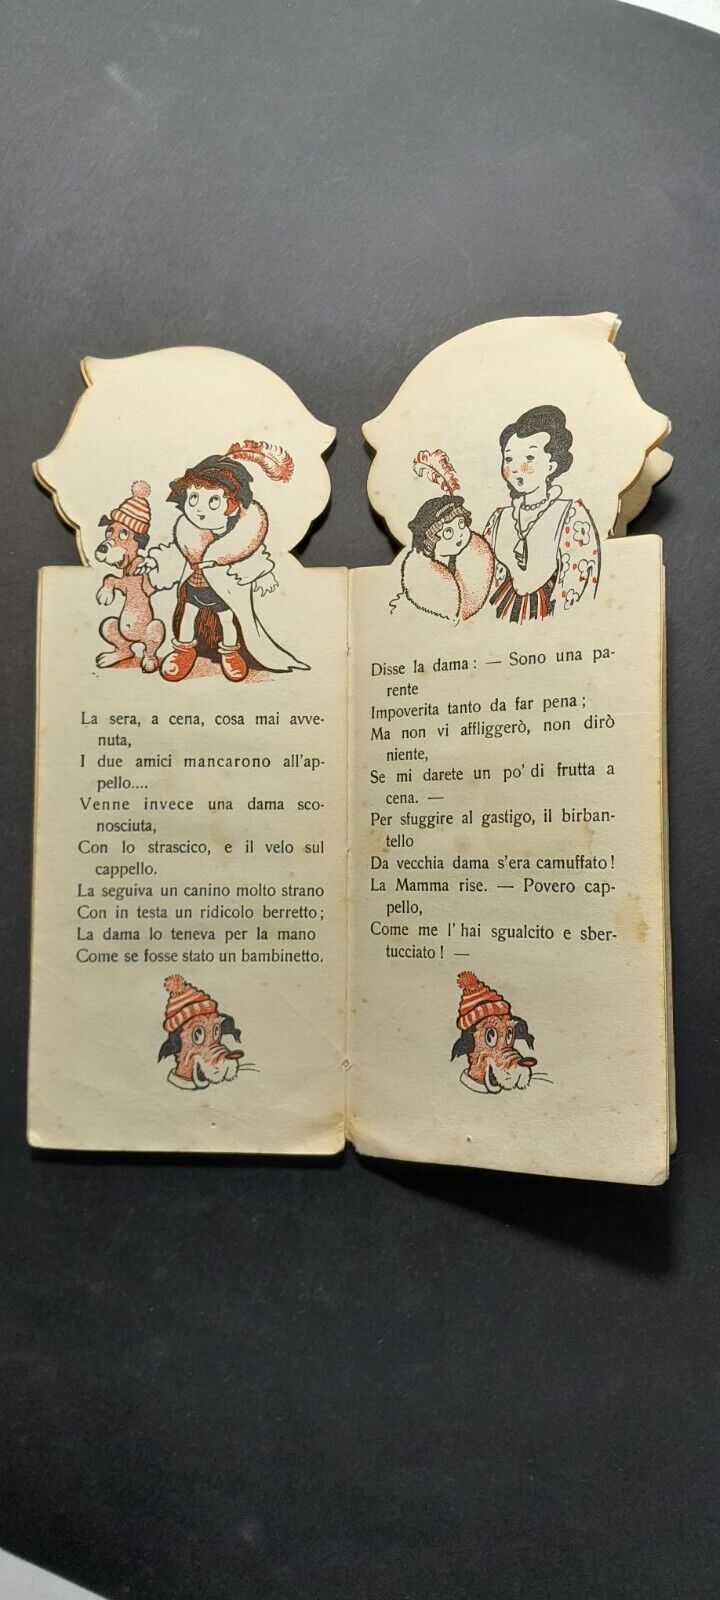 La sera, a cena, cosa mai avve-
nuta,
I due amici mancarono all'ap-
pello....
Venne invece una dama sco-
nosciuta,
Con lo strascico, e il velo sul
cappello.
La seguiva un canino molto strano
Con in testa un ridicolo berretto;
La dama lo teneva per la mano
Come se fosse stato un bambinetto.
Disse la dama: — Sono una pa-
rente
Impoverita tanto da far pena;
Ma non vi affliggerò, non dirò
niente,
Se mi darete un po' di frutta a
cena. —
Per sfuggire al gastigo, il birban-
tello
Da vecchia dama s'era camuffato!
La Mamma rise. — Povero cap-
pello,
Come me l'hai sgualcito e sber-
tucciato! —